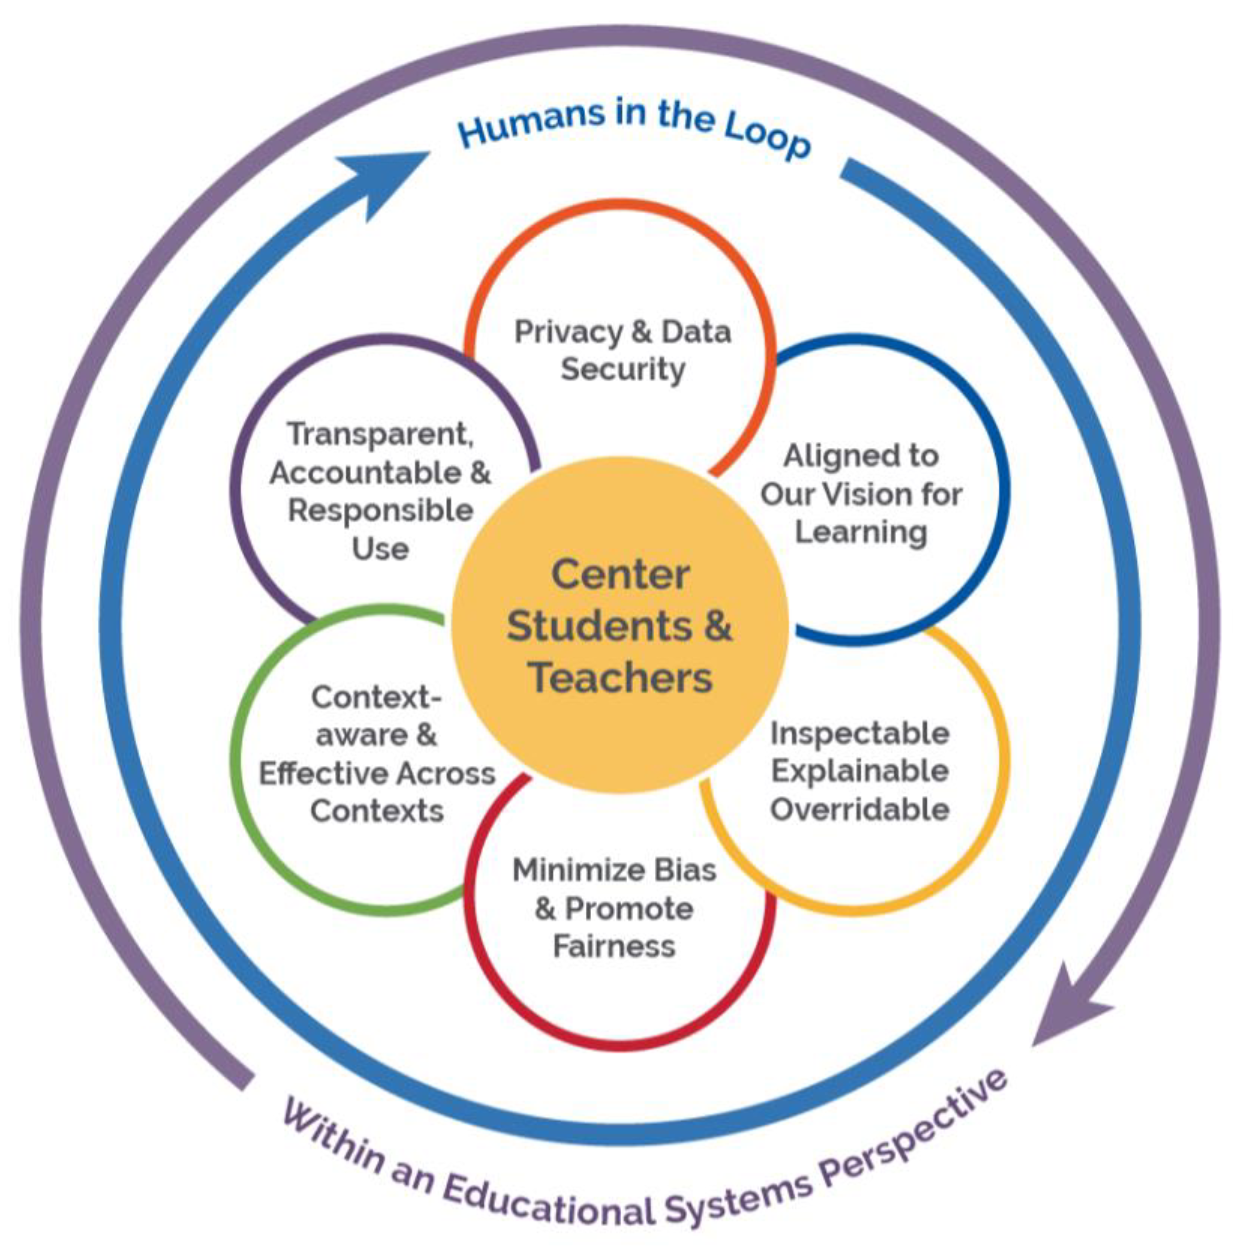 Humans in the Loop
Privacy & Data
Security
Aligned to
Our Vision for
Learning
Inspectable
Explainable
Overridable
Minimize Bias
& Promote
Fairness
Context-
aware &
Effective Across
Contexts
Transparent,
Accountable &
Responsible
Use
Center
Students &
Teachers
Within an Educational Systems Perspective